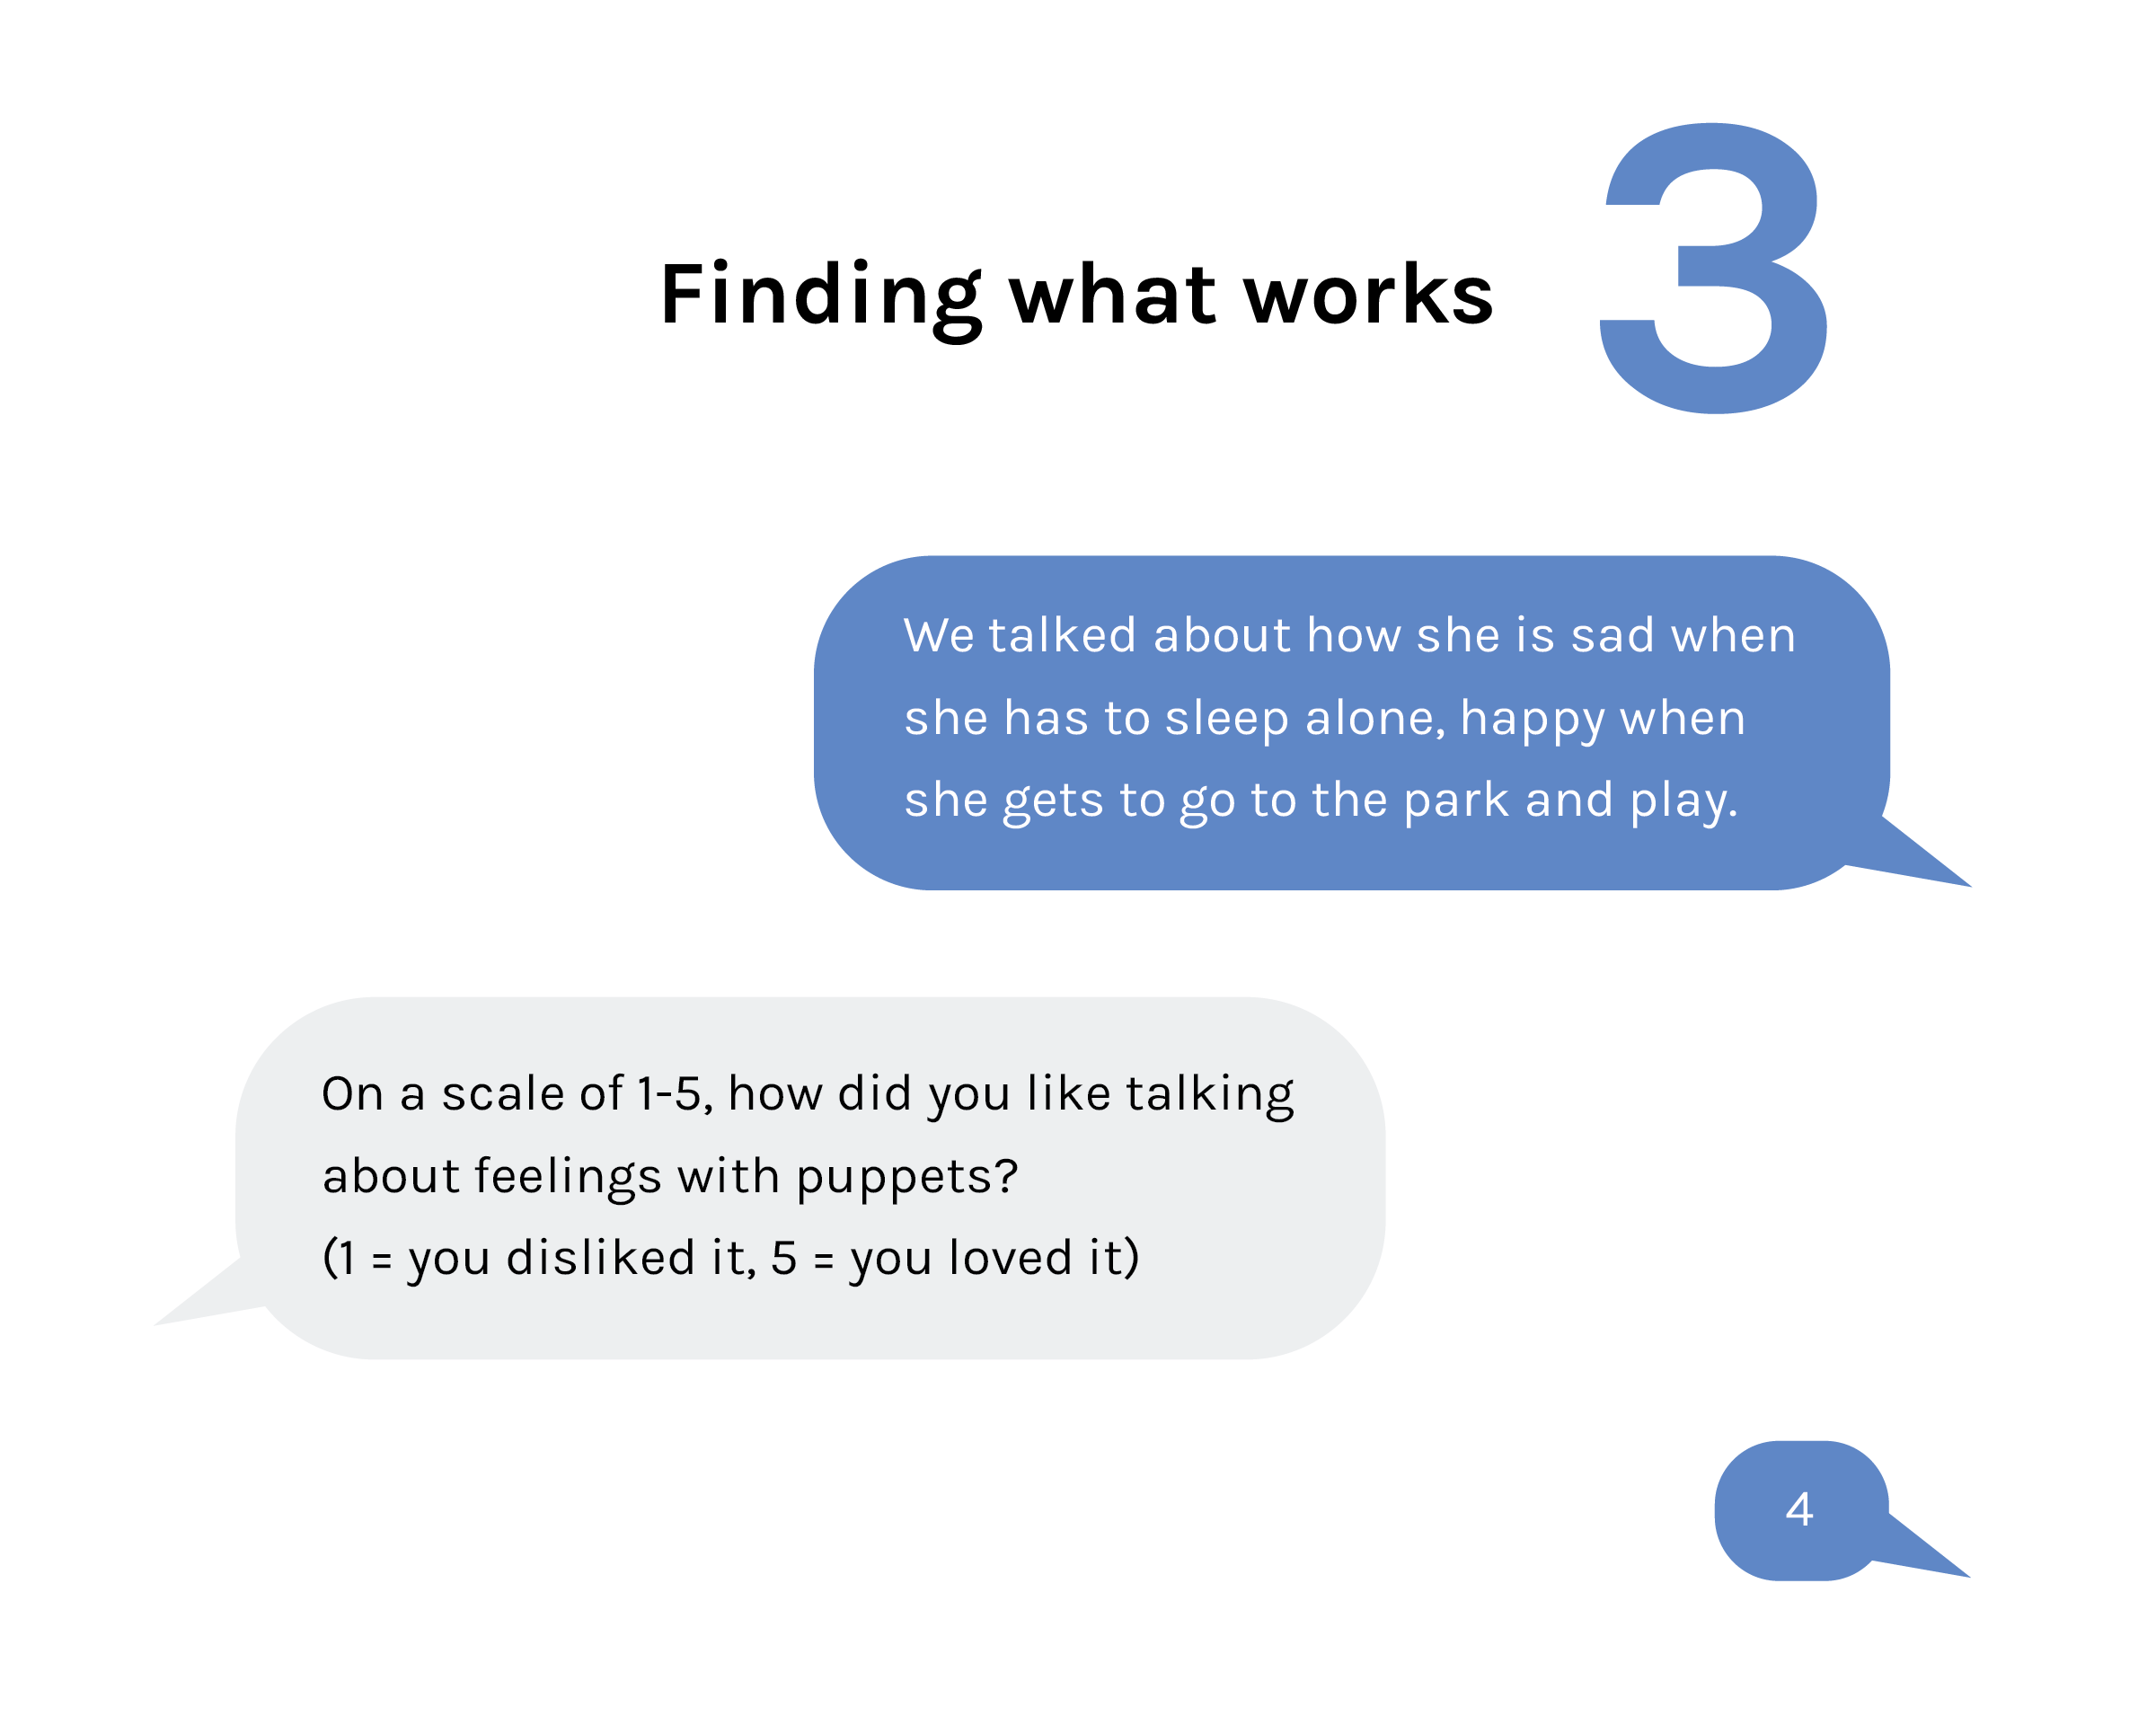 Finding what works
3
We talked about how she is sad when
she has to sleep alone, happy when
she gets to go to the park and play.
On a scale of 1-5, how did you like talking
about feelings with puppets?
(1 = you disliked it, 5 = you loved it)
4